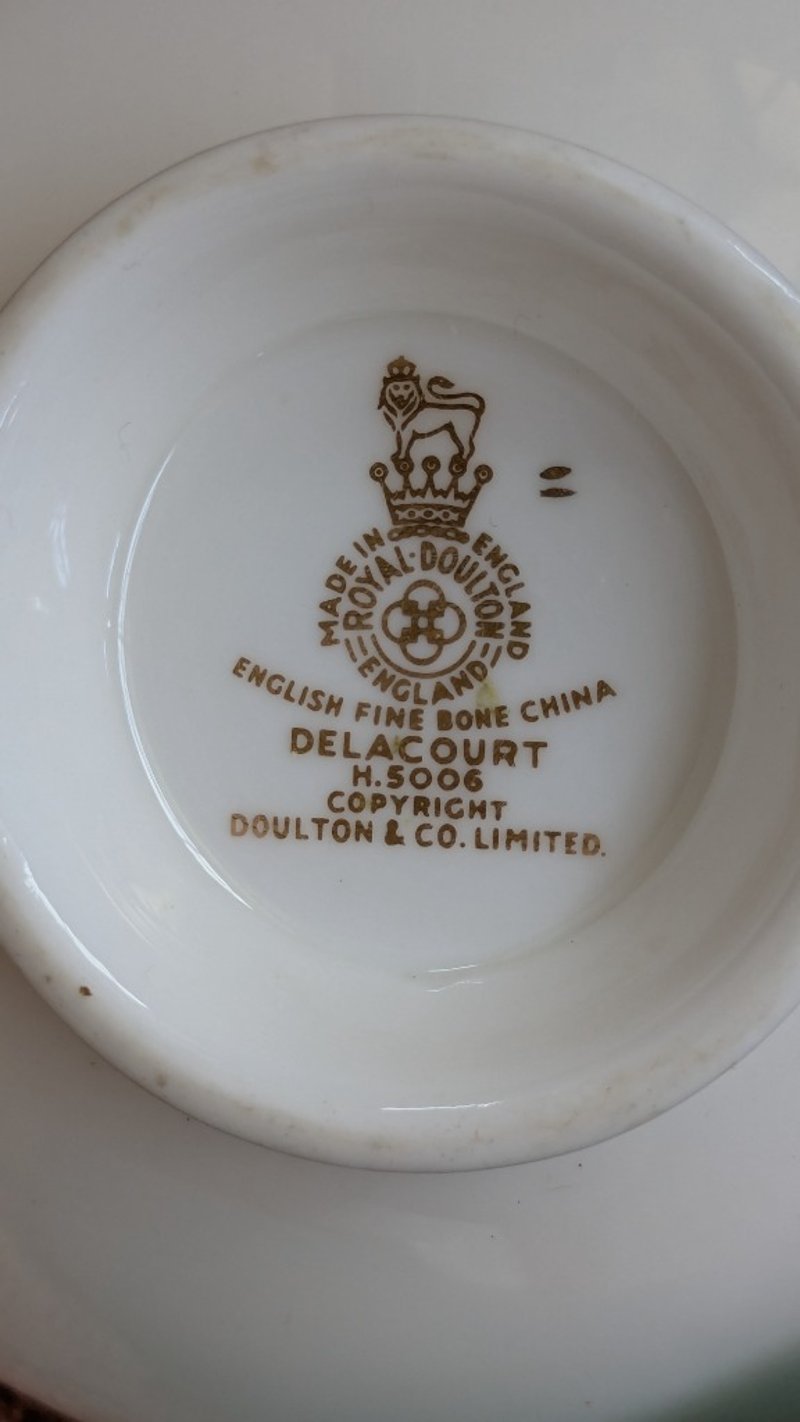 MADE IN ENGLAND
ROYAL·DOULTON
ENGLAND
ENGLISH FINE BONE CHINA
DELACOURT
H.5006
COPYRIGHT
DOULTON & CO. LIMITED.